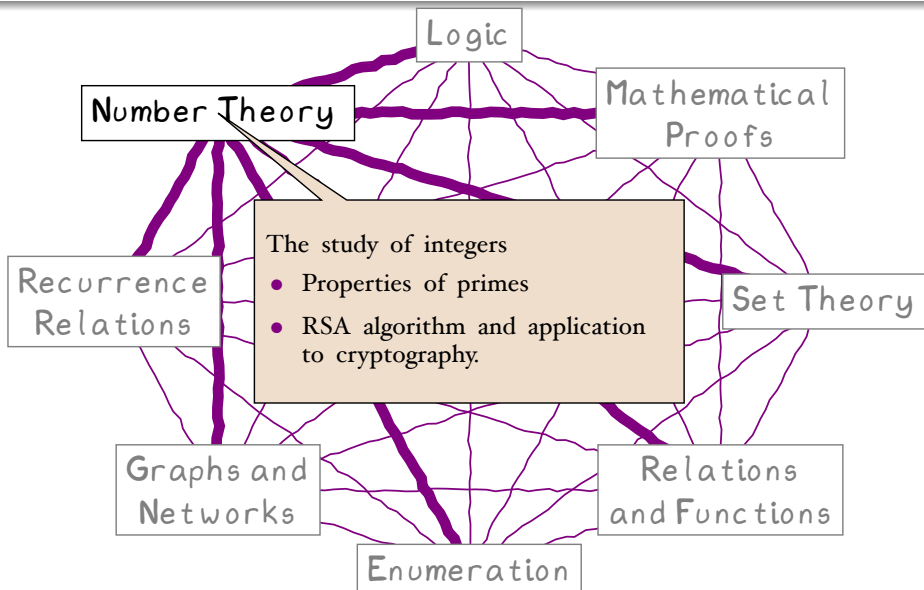 Logic
Mathematical
Proofs
Number Theory
The study of integers
• Properties of primes
• RSA algorithm and application
to cryptography.
Recurrence
Relations
Set Theory
Graphs and
Networks
Relations
and Functions
Enumeration